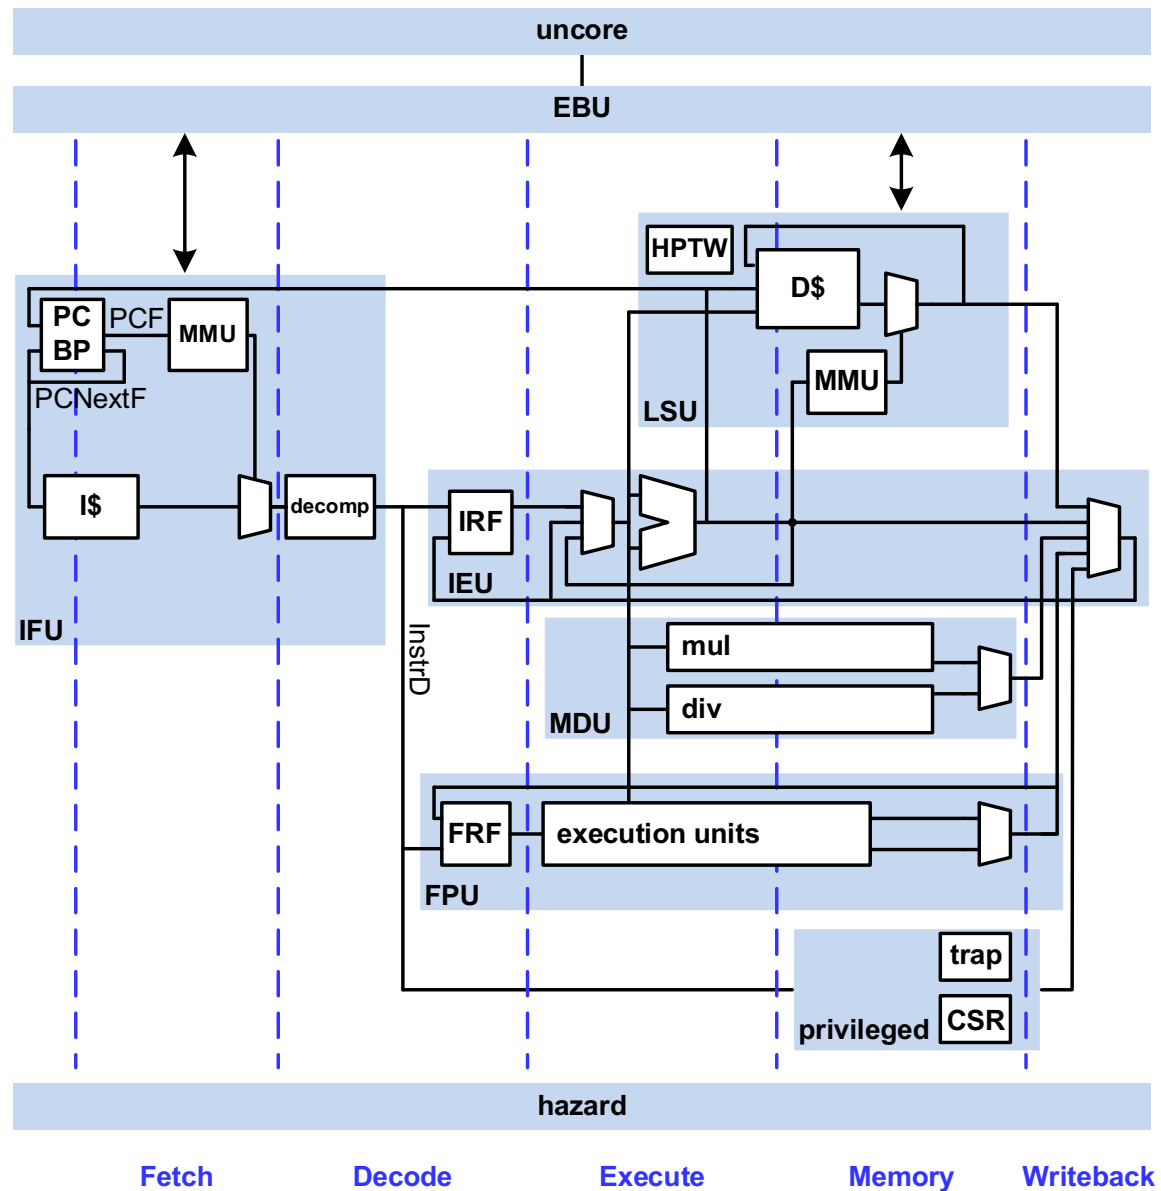 uncore
EBU
HPTW
D$
PC
BP
PCF
MMU
PCNextF
MMU
LSU
I$
decomp
IRF
IEU
IFU
InstrD
mul
div
MDU
FRF
execution units
FPU
trap
CSR
privileged
hazard
Fetch
Decode
Execute
Memory
Writeback